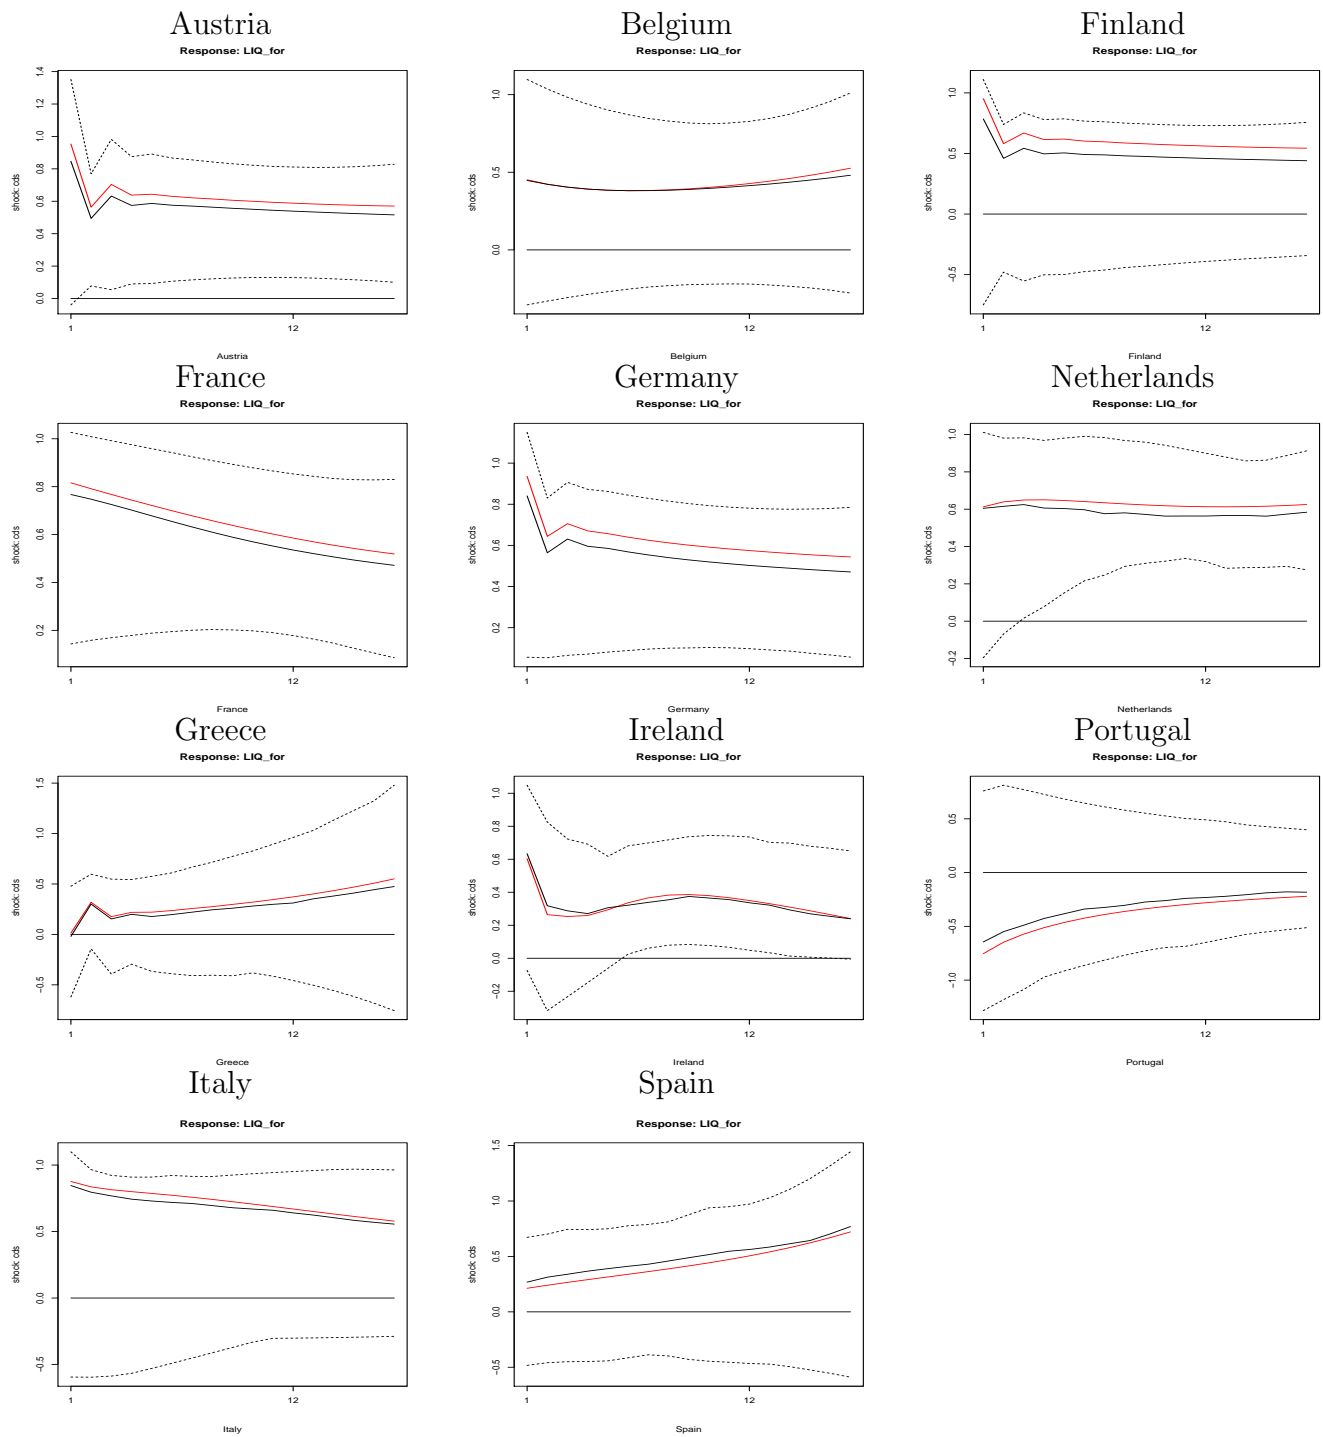 Austria
Response: LIQ_for
shock: cds
0.0 0.2 0.4 0.6 0.8 1.0 1.2 1.4
1 12
Austria
Belgium
Response: LIQ_for
shock: cds
0.0 0.5 1.0
1 12
Belgium
Finland
Response: LIQ_for
shock: cds
−0.5 0.0 0.5 1.0
1 12
Finland
France
Response: LIQ_for
shock: cds
0.2 0.4 0.6 0.8 1.0
1 12
France
Germany
Response: LIQ_for
shock: cds
0.2 0.4 0.6 0.8 1.0
1 12
Germany
Netherlands
Response: LIQ_for
shock: cds
−0.2 0.0 0.2 0.4 0.6 0.8 1.0
1 12
Netherlands
Greece
Response: LIQ_for
shock: cds
−0.5 0.0 0.5 1.0 1.5
1 12
Greece
Ireland
Response: LIQ_for
shock: cds
−0.2 0.0 0.2 0.4 0.6 0.8 1.0
1 12
Ireland
Portugal
Response: LIQ_for
shock: cds
−1.0 −0.5 0.0 0.5
1 12
Portugal
Italy
Response: LIQ_for
shock: cds
−0.5 0.0 0.5 1.0
1 12
Italy
Spain
Response: LIQ_for
shock: cds
−0.5 0.0 0.5 1.0 1.5
1 12
Spain